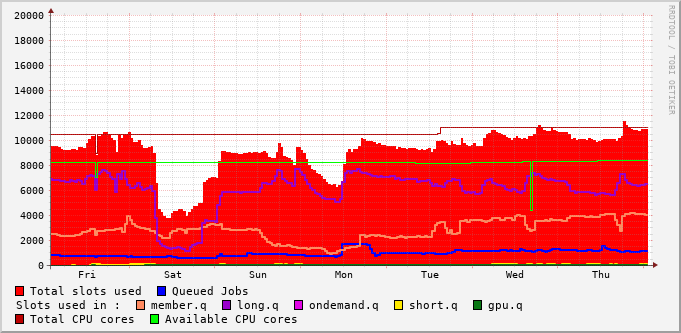 20000
18000
16000
14000
12000
10000
8000
6000
4000
2000
0
Fri Sat Sun Mon Tue Wed Thu
RRDTOOL / TOBI OETIKER
Total slots used Queued Jobs
Slots used in : member.q long.q ondemand.q short.q gpu.q
Total CPU cores Available CPU cores